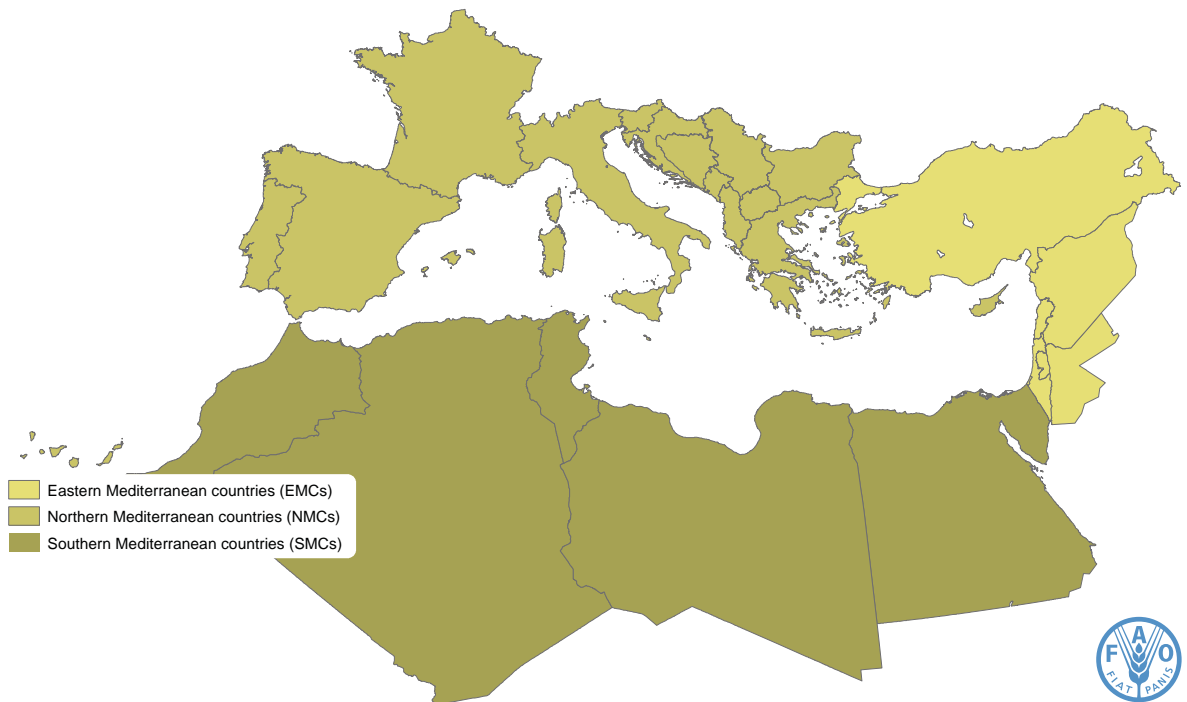 Eastern Mediterranean countries (EMCs)
Northern Mediterranean countries (NMCs)
Southern Mediterranean countries (SMCs)
F A O
FIAT PANIS